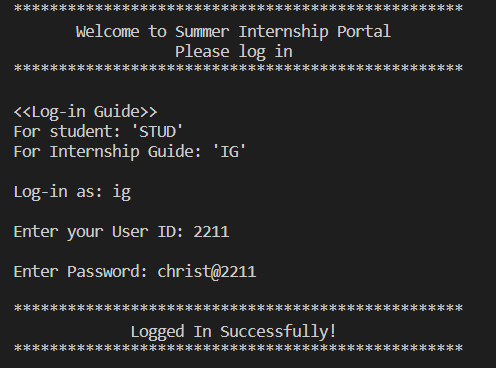 **************************************************
Welcome to Summer Internship Portal
Please log in
**************************************************
<<Log-in Guide>>
For student: 'STUD'
For Internship Guide: 'IG'
Log-in as: ig
Enter your User ID: 2211
Enter Password: christ@2211
**************************************************
Logged In Successfully!
**************************************************